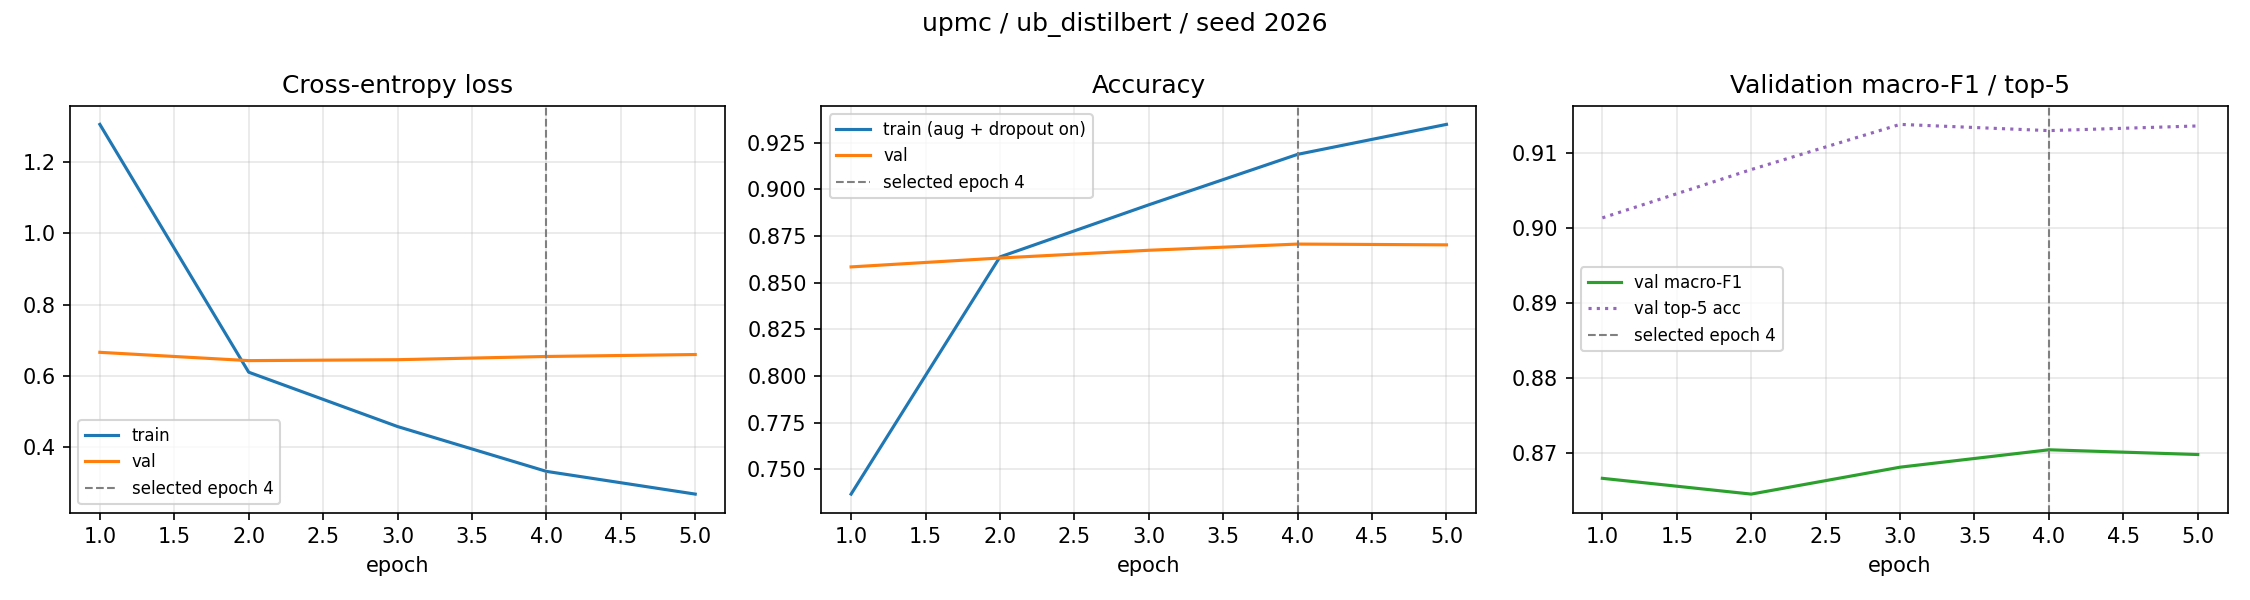 upmc / ub_distilbert / seed 2026
Cross-entropy loss
1.2
1.0
0.8
0.6
0.4
train
val
selected epoch 4
1.0 1.5 2.0 2.5 3.0 3.5 4.0 4.5 5.0
epoch
Accuracy
0.925
0.900
0.875
0.850
0.825
0.800
0.775
0.750
train (aug + dropout on)
val
selected epoch 4
1.0 1.5 2.0 2.5 3.0 3.5 4.0 4.5 5.0
epoch
Validation macro-F1 / top-5
0.91
0.90
0.89
0.88
0.87
val macro-F1
val top-5 acc
selected epoch 4
1.0 1.5 2.0 2.5 3.0 3.5 4.0 4.5 5.0
epoch